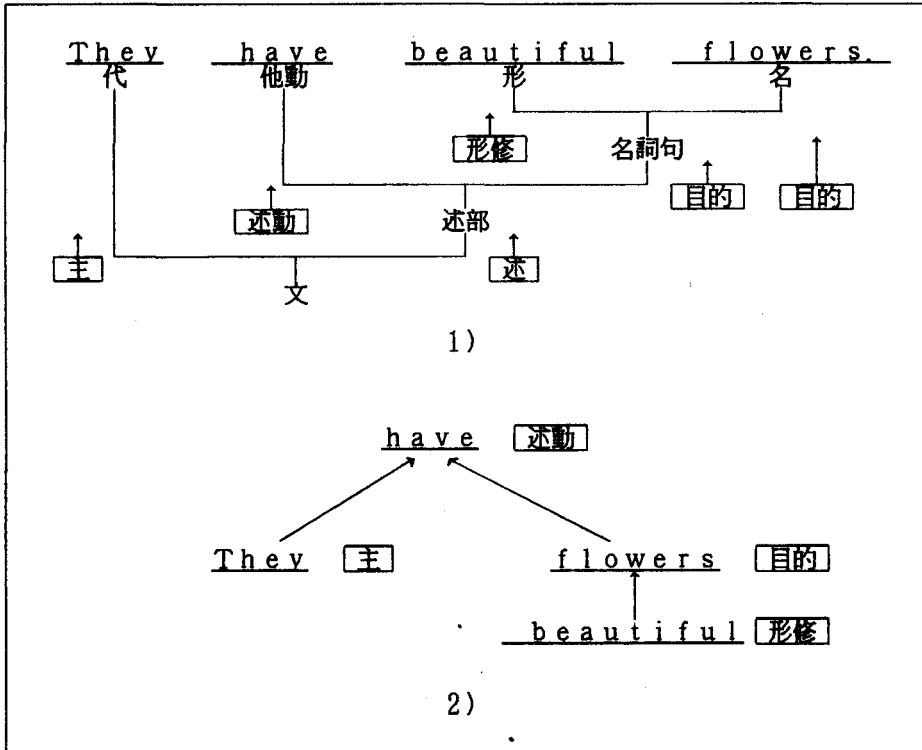 They have beautiful flowers.
代 他動 形 名
形修 名詞句
目的 目的
述動 述部
主 述
文
1)
have 述動
They 主 flowers 目的
beautiful 形修
2)